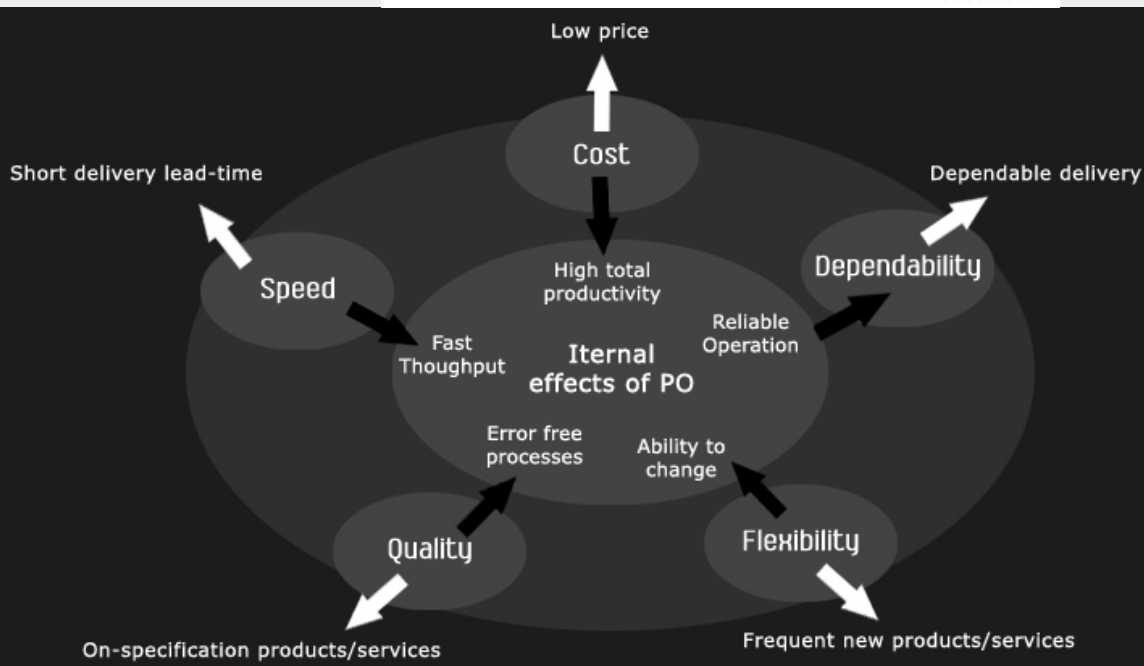 Low price
Cost
Short delivery lead-time
Dependable delivery
Speed
Dependability
High total
productivity
Reliable
Operation
Fast
Thoughput
Iternal
effects of PO
Error free
processes
Ability to
change
Quality
Flexibility
On-specification products/services
Frequent new products/services